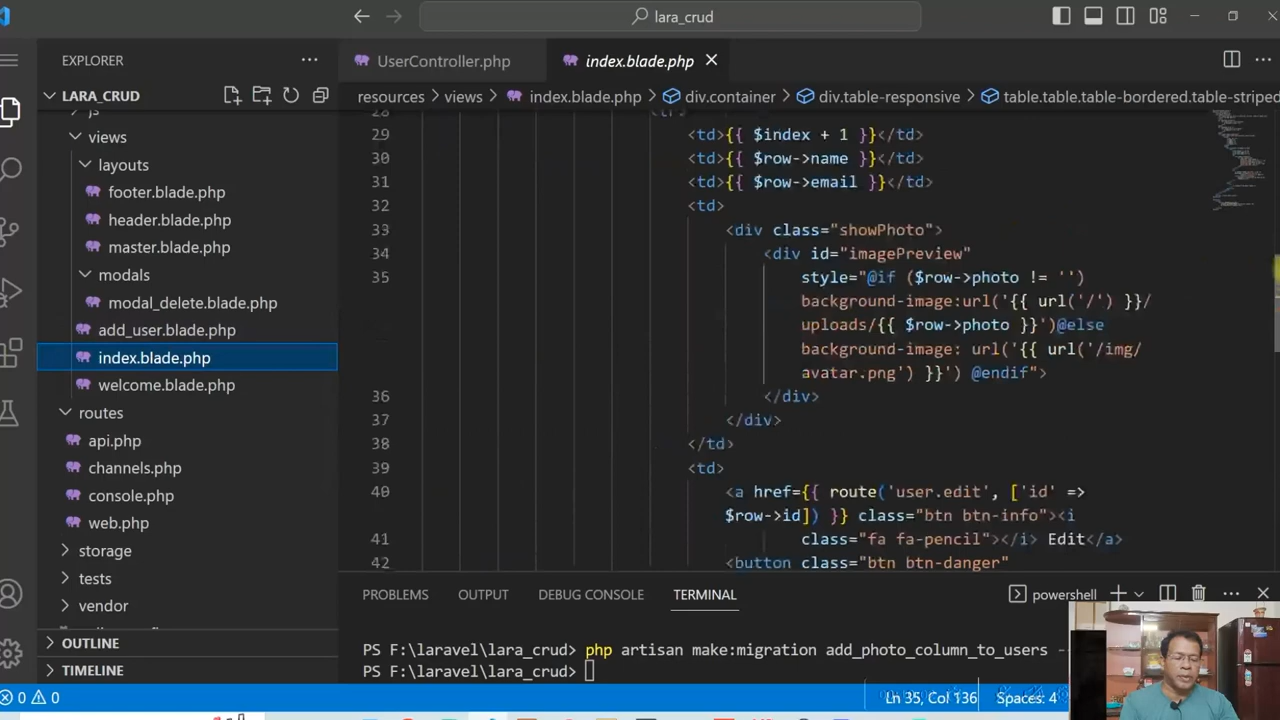 lara_crud
EXPLORER
UserController.php
index.blade.php
LARA_CRUD
resources
views
index.blade.php
div.container
div.table-responsive
table.table.table-bordered.table-striped
js
views
layouts
footer.blade.php
header.blade.php
master.blade.php
modals
modal_delete.blade.php
add_user.blade.php
index.blade.php
welcome.blade.php
routes
api.php
channels.php
console.php
web.php
storage
tests
vendor
OUTLINE
TIMELINE
28 <tr>
29 <td>{{ $index + 1 }}</td>
30 <td>{{ $row->name }}</td>
31 <td>{{ $row->email }}</td>
32 <td>
33 <div class="showPhoto">
34 <div id="imagePreview"
35 style="@if ($row->photo != '')
background-image:url('{{ url('/') }}/
uploads/{{ $row->photo }}')@else
background-image: url('{{ url('/img/
avatar.png') }}') @endif">
36 </div>
37 </div>
38 </td>
39 <td>
40 <a href={{ route('user.edit', ['id' =>
$row->id]) }} class="btn btn-info"><i
41 class="fa fa-pencil"></i> Edit</a>
42 <button class="btn btn-danger"
PROBLEMS
OUTPUT
DEBUG CONSOLE
TERMINAL
powershell
PS F:\laravel\lara_crud> php artisan make:migration add_photo_column_to_users --
PS F:\laravel\lara_crud>
0 0
Ln 35, Col 136
Spaces: 4